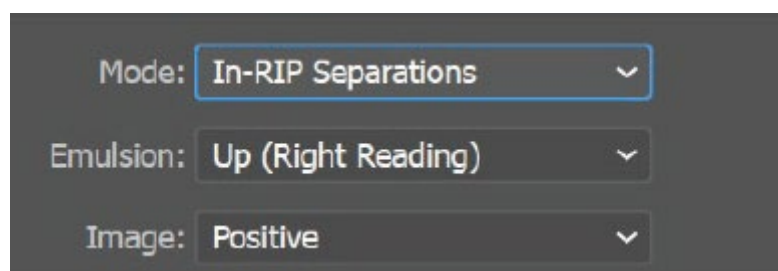 Mode: In-RIP Separations
Emulsion: Up (Right Reading)
Image: Positive